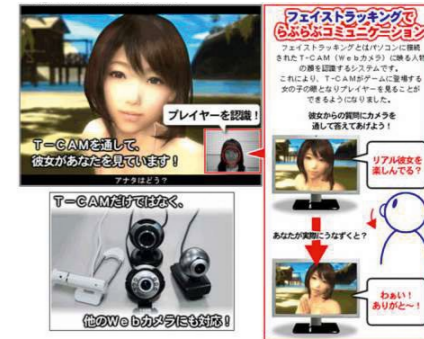 プレイヤーを認識！
T－CAMを通して、
彼女があなたを見ています！
アナタはどう？
T－CAMだけではなく、
他のWebカメラにも対応！
フェイストラッキングで
らぶらぶコミュニケーション
フェイストラッキングとはパソコンに接続
されたT-CAM（Webカメラ）に映る人物
の顔を認識するシステムです。
これにより、T-CAMがゲームに登場する
女の子の眼となりプレイヤーを見ることが
できるようになりました。
彼女からの質問にカメラを
通して答えてあげよう！
リアル彼女を
楽しんでる？
あなたが実際にうなずくと？
わぁい！
ありがと～！